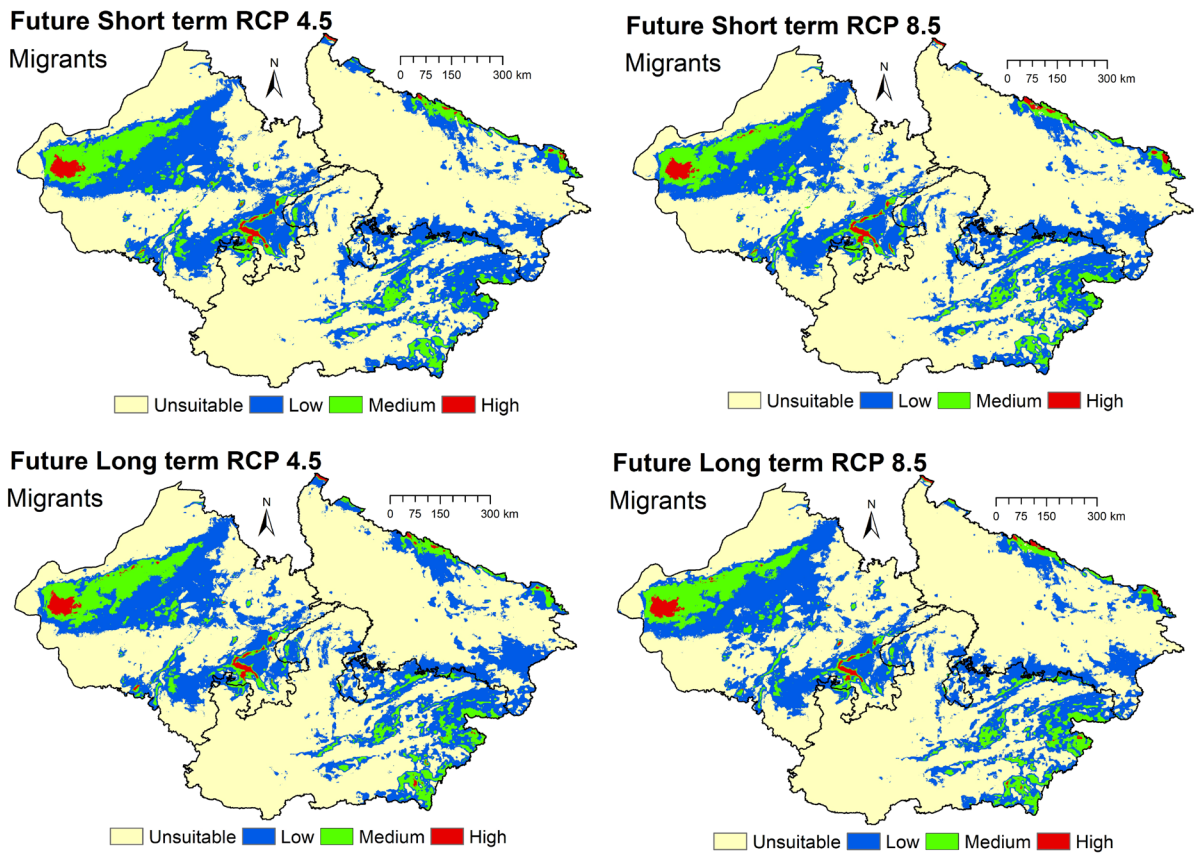 Future Short term RCP 4.5
Migrants
N
0 75 150 300 km
Unsuitable Low Medium High
Future Short term RCP 8.5
Migrants
N
0 75 150 300 km
Unsuitable Low Medium High
Future Long term RCP 4.5
Migrants
N
0 75 150 300 km
Unsuitable Low Medium High
Future Long term RCP 8.5
Migrants
N
0 75 150 300 km
Unsuitable Low Medium High